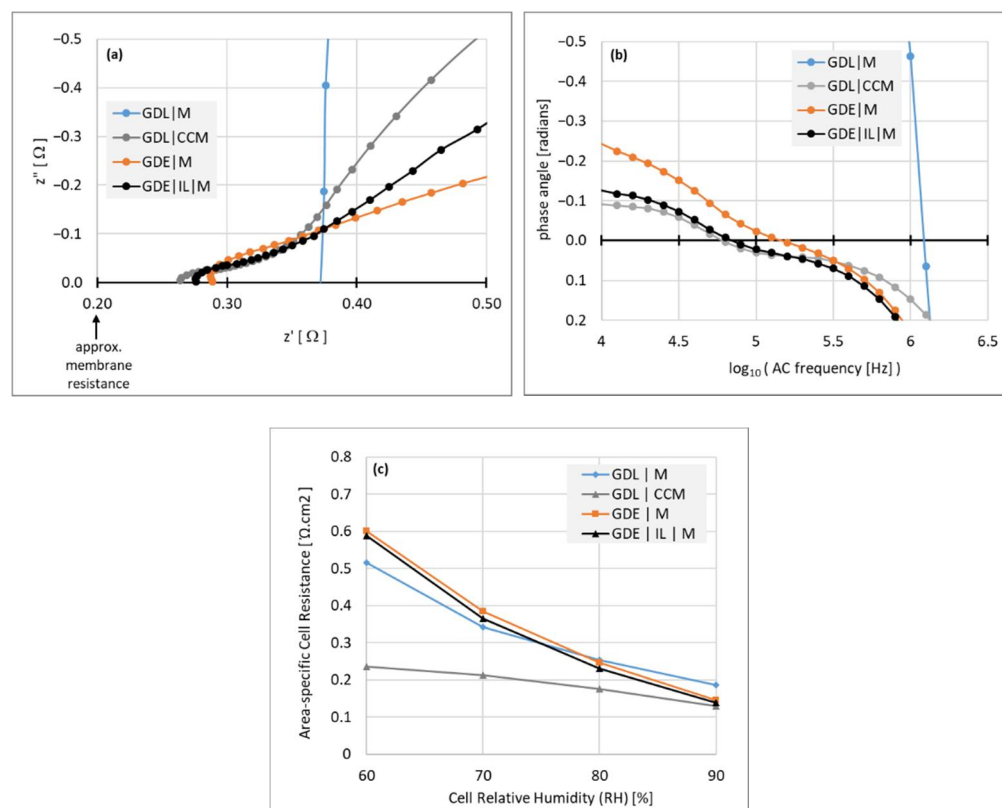 (a)
−0.5
−0.4
−0.3
−0.2
−0.1
0.0
z" [ Ω ]
GDL|M
GDL|CCM
GDE|M
GDE|IL|M
0.20
0.30
0.40
0.50
z' [ Ω ]
approx.
membrane
resistance
(b)
−0.5
−0.4
−0.3
−0.2
−0.1
0.0
0.1
0.2
phase angle [radians]
GDL|M
GDL|CCM
GDE|M
GDE|IL|M
4
4.5
5
5.5
6
6.5
log₁₀ ( AC frequency [Hz] )
(c)
0.8
0.7
0.6
0.5
0.4
0.3
0.2
0.1
0
Area-specific Cell Resistance [ Ω.cm2 ]
GDL | M
GDL | CCM
GDE | M
GDE | IL | M
60
70
80
90
Cell Relative Humidity (RH) [%]